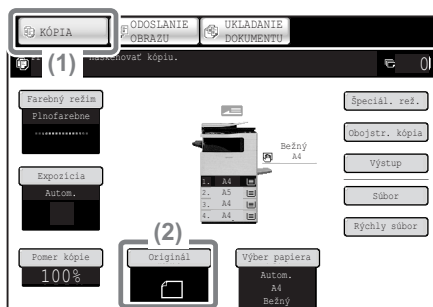 KÓPIA
ODOSLANIE
OBRAZU
UKLADANIE
DOKUMENTU
(1)
naskenovať kópiu.
0
Farebný režim
Plnofarebne
Špeciál. rež.
Obojstr. kópia
Bežný
A4
Výstup
Expozícia
Autom.
1. A4
2. A5
3. A4
4. A4
Súbor
Rýchly súbor
(2)
Pomer kópie
100%
Originál
Výber papiera
Autom.
A4
Bežný